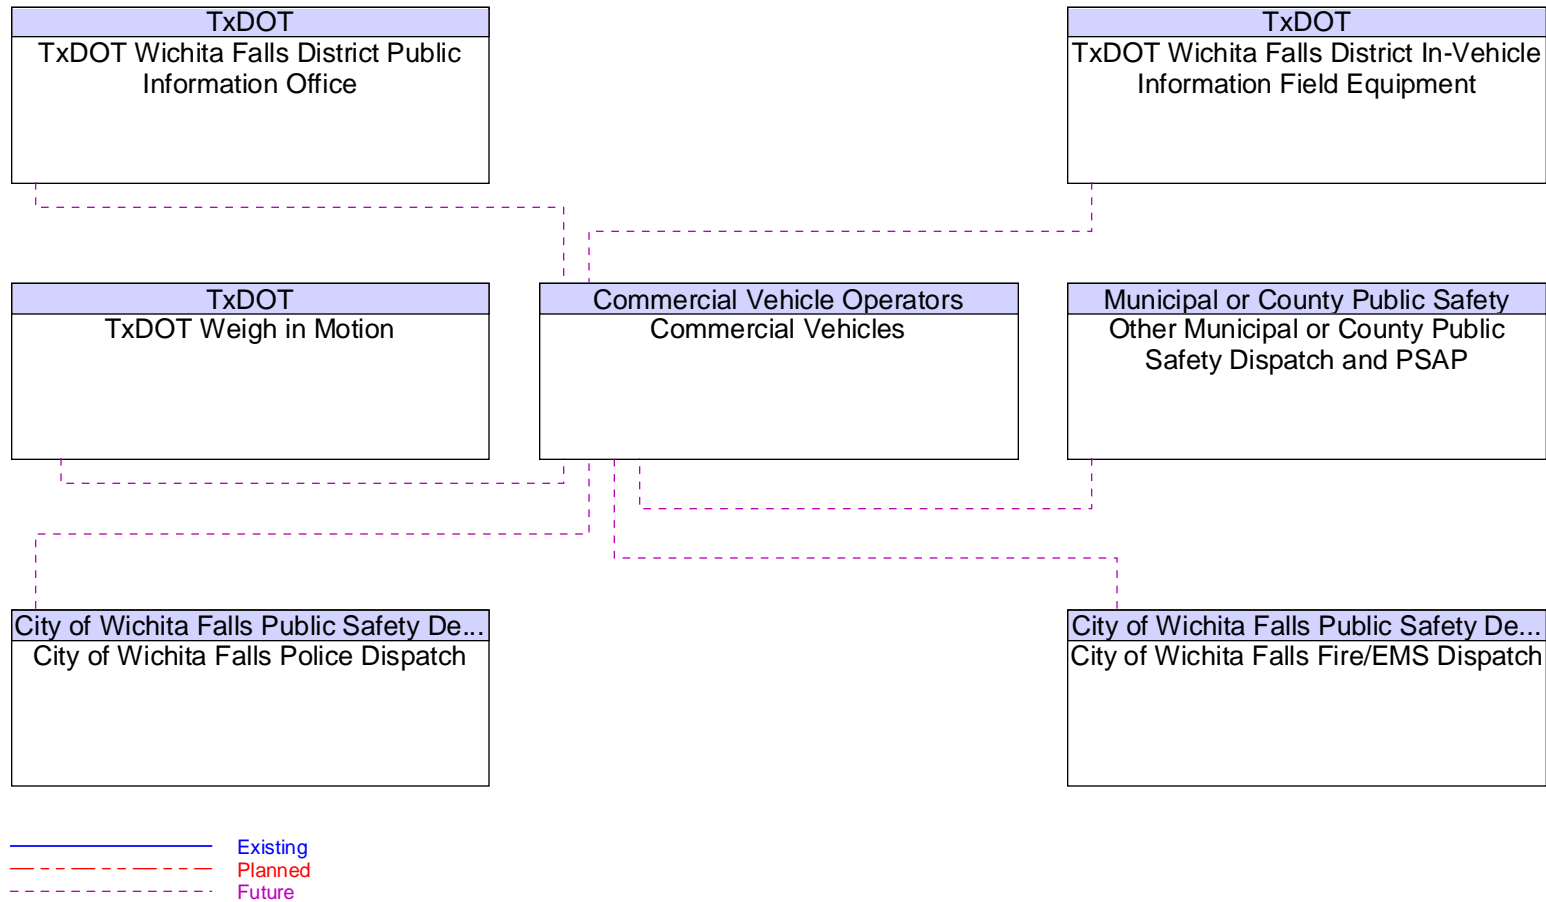 TxDOT
TxDOT Wichita Falls District Public
Information Office
TxDOT
TxDOT Wichita Falls District In-Vehicle
Information Field Equipment
TxDOT
TxDOT Weigh in Motion
Commercial Vehicle Operators
Commercial Vehicles
Municipal or County Public Safety
Other Municipal or County Public
Safety Dispatch and PSAP
City of Wichita Falls Public Safety De...
City of Wichita Falls Police Dispatch
City of Wichita Falls Public Safety De...
City of Wichita Falls Fire/EMS Dispatch
Existing
Planned
Future